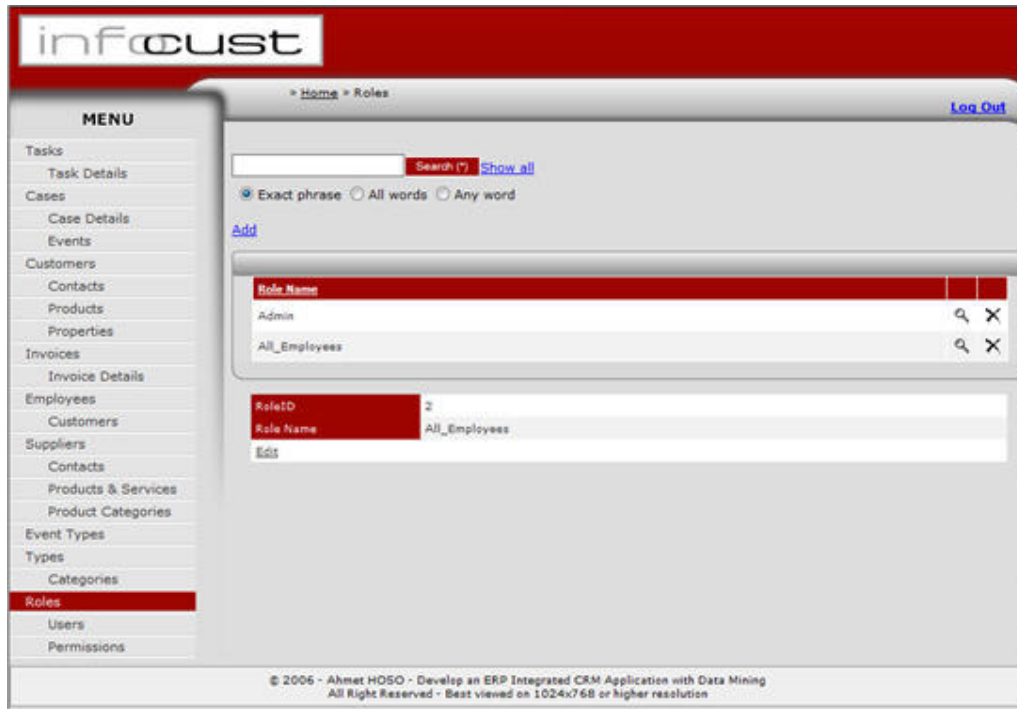 infocust
» Home » Roles
Log Out
MENU
Tasks
Task Details
Cases
Case Details
Events
Customers
Contacts
Products
Properties
Invoices
Invoice Details
Employees
Customers
Suppliers
Contacts
Products & Services
Product Categories
Event Types
Types
Categories
Roles
Users
Permissions
Search (*) Show all
Exact phrase All words Any word
Add
Role Name
Admin
All_Employees
RoleID 2
Role Name All_Employees
Edit
© 2006 - Ahmet HOSO - Develop an ERP Integrated CRM Application with Data Mining
All Right Reserved - Best viewed on 1024x768 or higher resolution